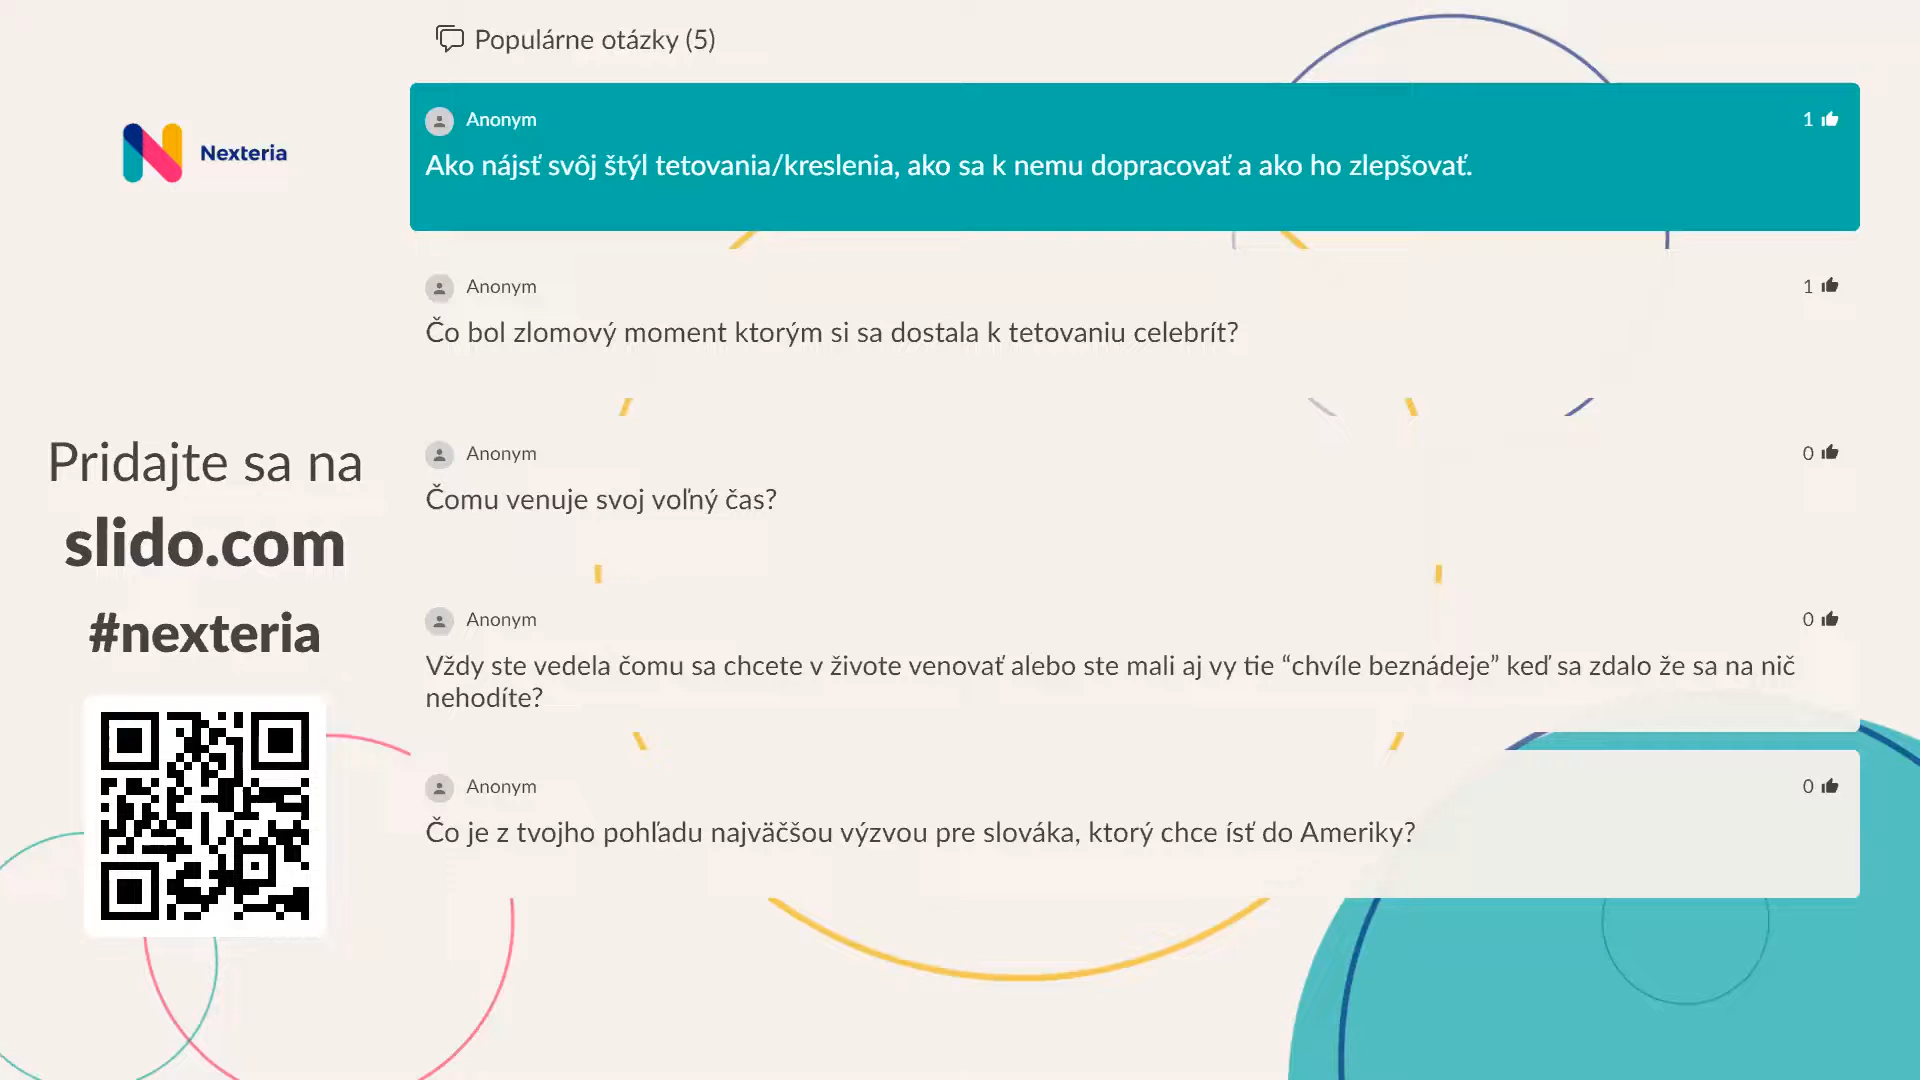 Populárne otázky (5)
Nexteria
Anonym
1
Ako nájsť svôj štýl tetovania/kreslenia, ako sa k nemu dopracovať a ako ho zlepšovať.
Anonym
1
Čo bol zlomový moment ktorým si sa dostala k tetovaniu celebrít?
Anonym
0
Čomu venuje svoj voľný čas?
Anonym
0
Vždy ste vedela čomu sa chcete v živote venovať alebo ste mali aj vy tie “chvíle beznádeje” keď sa zdalo že sa na nič
nehodíte?
Anonym
0
Čo je z tvojho pohľadu najväčšou výzvou pre slováka, ktorý chce ísť do Ameriky?
Pridajte sa na
slido.com
#nexteria